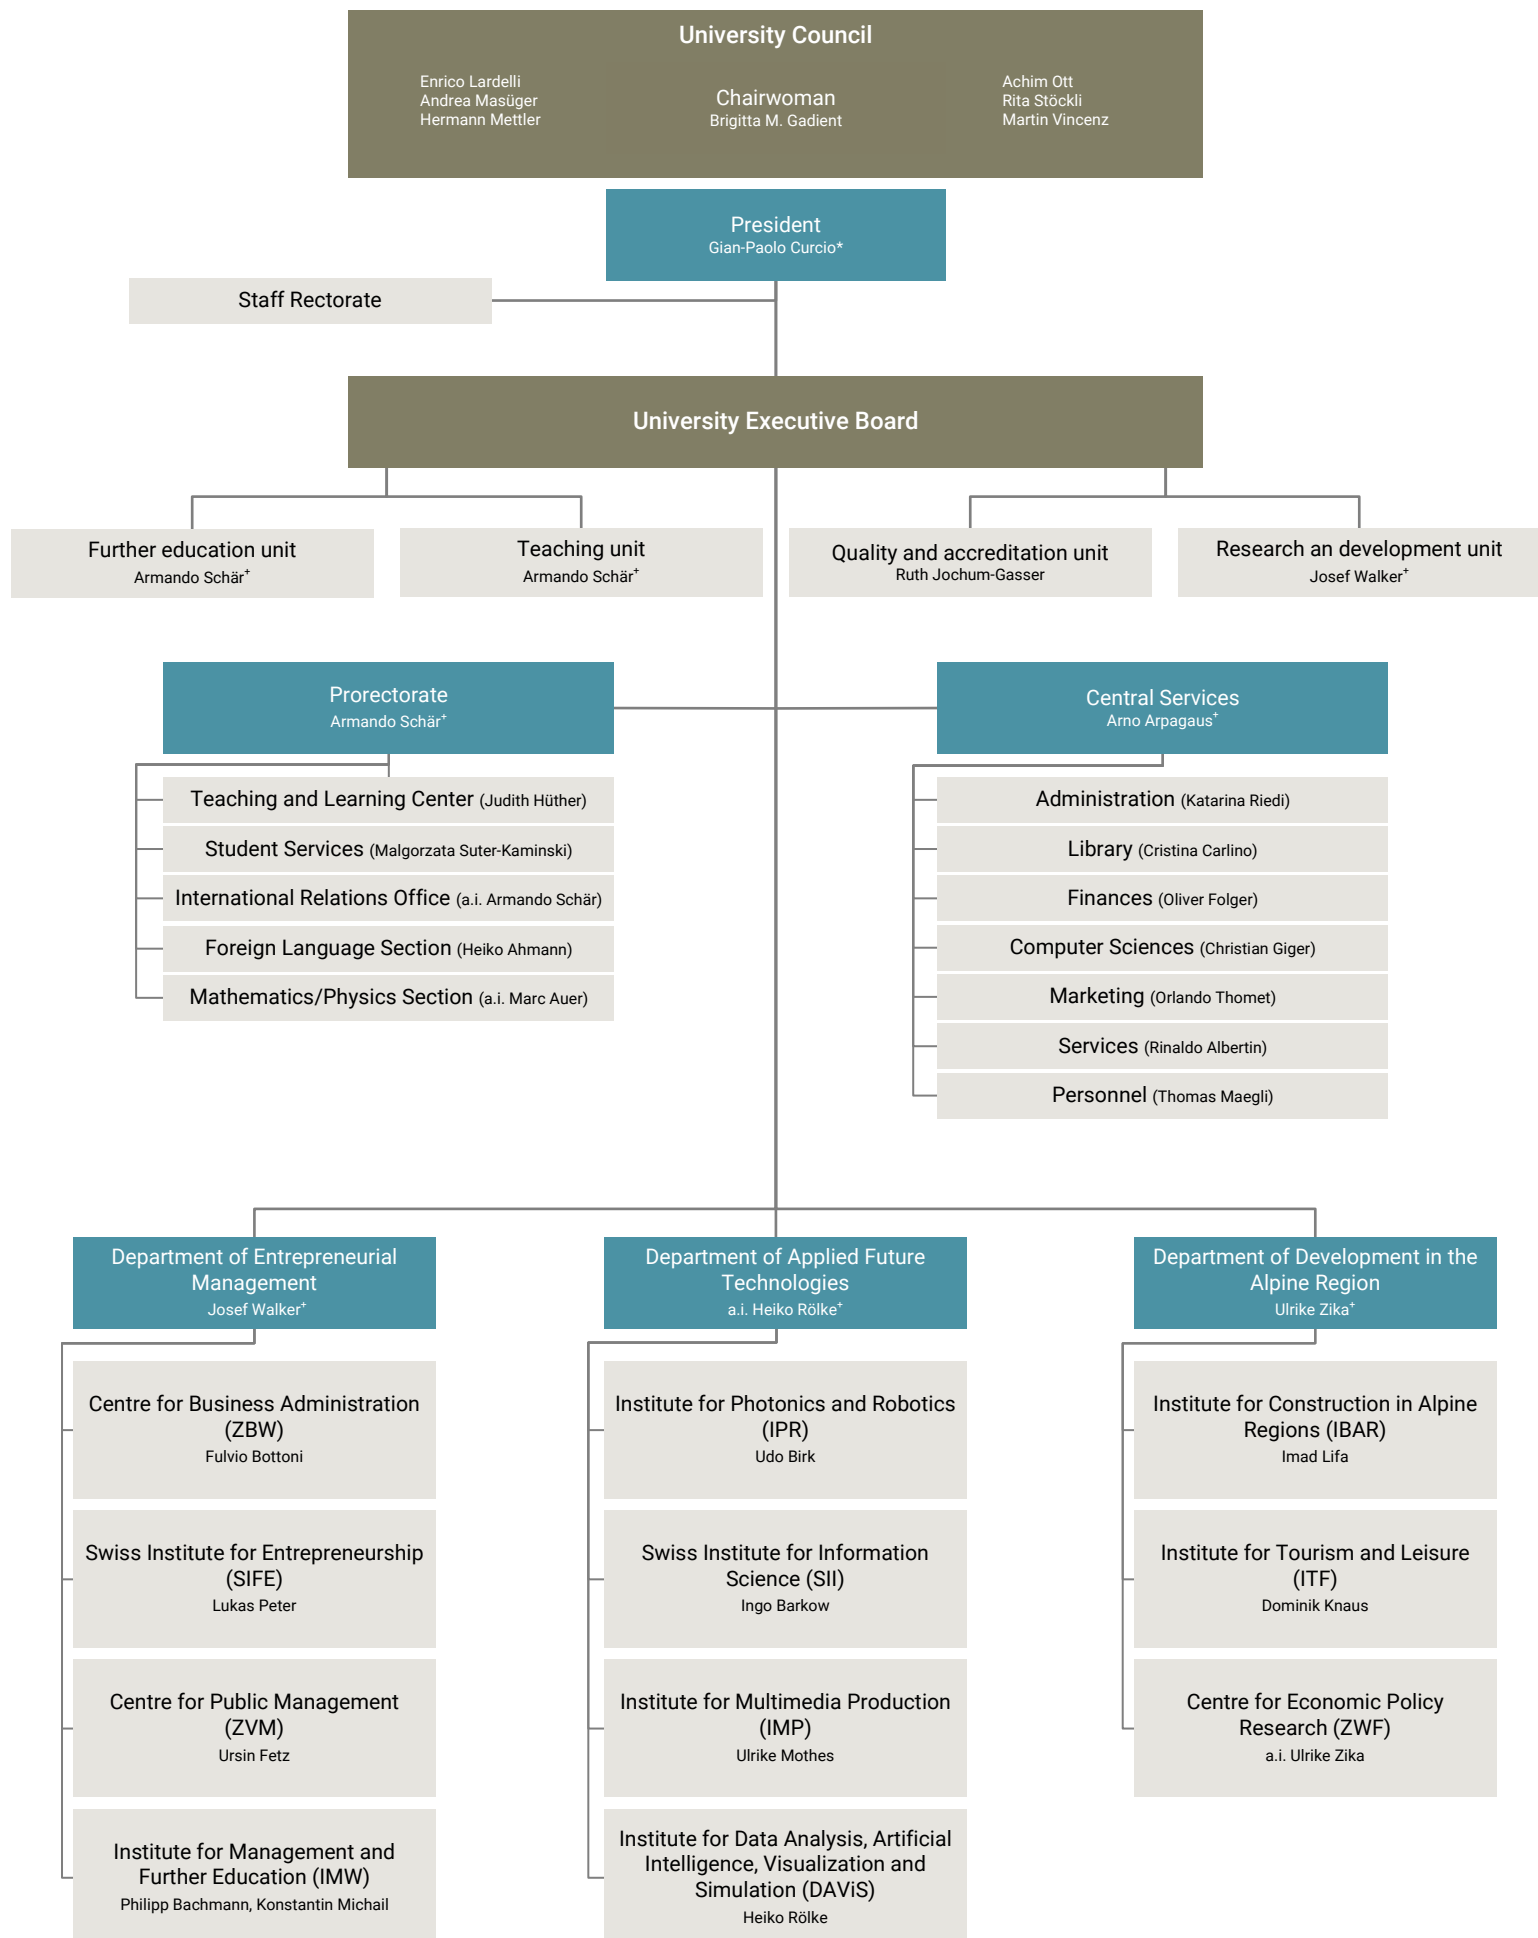 University Council
Enrico Lardelli
Andrea Masüger
Hermann Mettler
Chairwoman
Brigitta M. Gadient
Achim Ott
Rita Stöckli
Martin Vincenz
President
Gian-Paolo Curcio*
Staff Rectorate
University Executive Board
Further education unit
Armando Schär⁺
Teaching unit
Armando Schär⁺
Quality and accreditation unit
Ruth Jochum-Gasser
Research an development unit
Josef Walker⁺
Prorectorate
Armando Schär⁺
Teaching and Learning Center (Judith Hüther)
Student Services (Malgorzata Suter-Kaminski)
International Relations Office (a.i. Armando Schär)
Foreign Language Section (Heiko Ahmann)
Mathematics/Physics Section (a.i. Marc Auer)
Central Services
Arno Arpagaus⁺
Administration (Katarina Riedi)
Library (Cristina Carlino)
Finances (Oliver Folger)
Computer Sciences (Christian Giger)
Marketing (Orlando Thomet)
Services (Rinaldo Albertin)
Personnel (Thomas Maegli)
Department of Entrepreneurial
Management
Josef Walker⁺
Centre for Business Administration
(ZBW)
Fulvio Bottoni
Swiss Institute for Entrepreneurship
(SIFE)
Lukas Peter
Centre for Public Management
(ZVM)
Ursin Fetz
Institute for Management and
Further Education (IMW)
Philipp Bachmann, Konstantin Michail
Department of Applied Future
Technologies
a.i. Heiko Rölke⁺
Institute for Photonics and Robotics
(IPR)
Udo Birk
Swiss Institute for Information
Science (SII)
Ingo Barkow
Institute for Multimedia Production
(IMP)
Ulrike Mothes
Institute for Data Analysis, Artificial
Intelligence, Visualization and
Simulation (DAViS)
Heiko Rölke
Department of Development in the
Alpine Region
Ulrike Zika⁺
Institute for Construction in Alpine
Regions (IBAR)
Imad Lifa
Institute for Tourism and Leisure
(ITF)
Dominik Knaus
Centre for Economic Policy
Research (ZWF)
a.i. Ulrike Zika